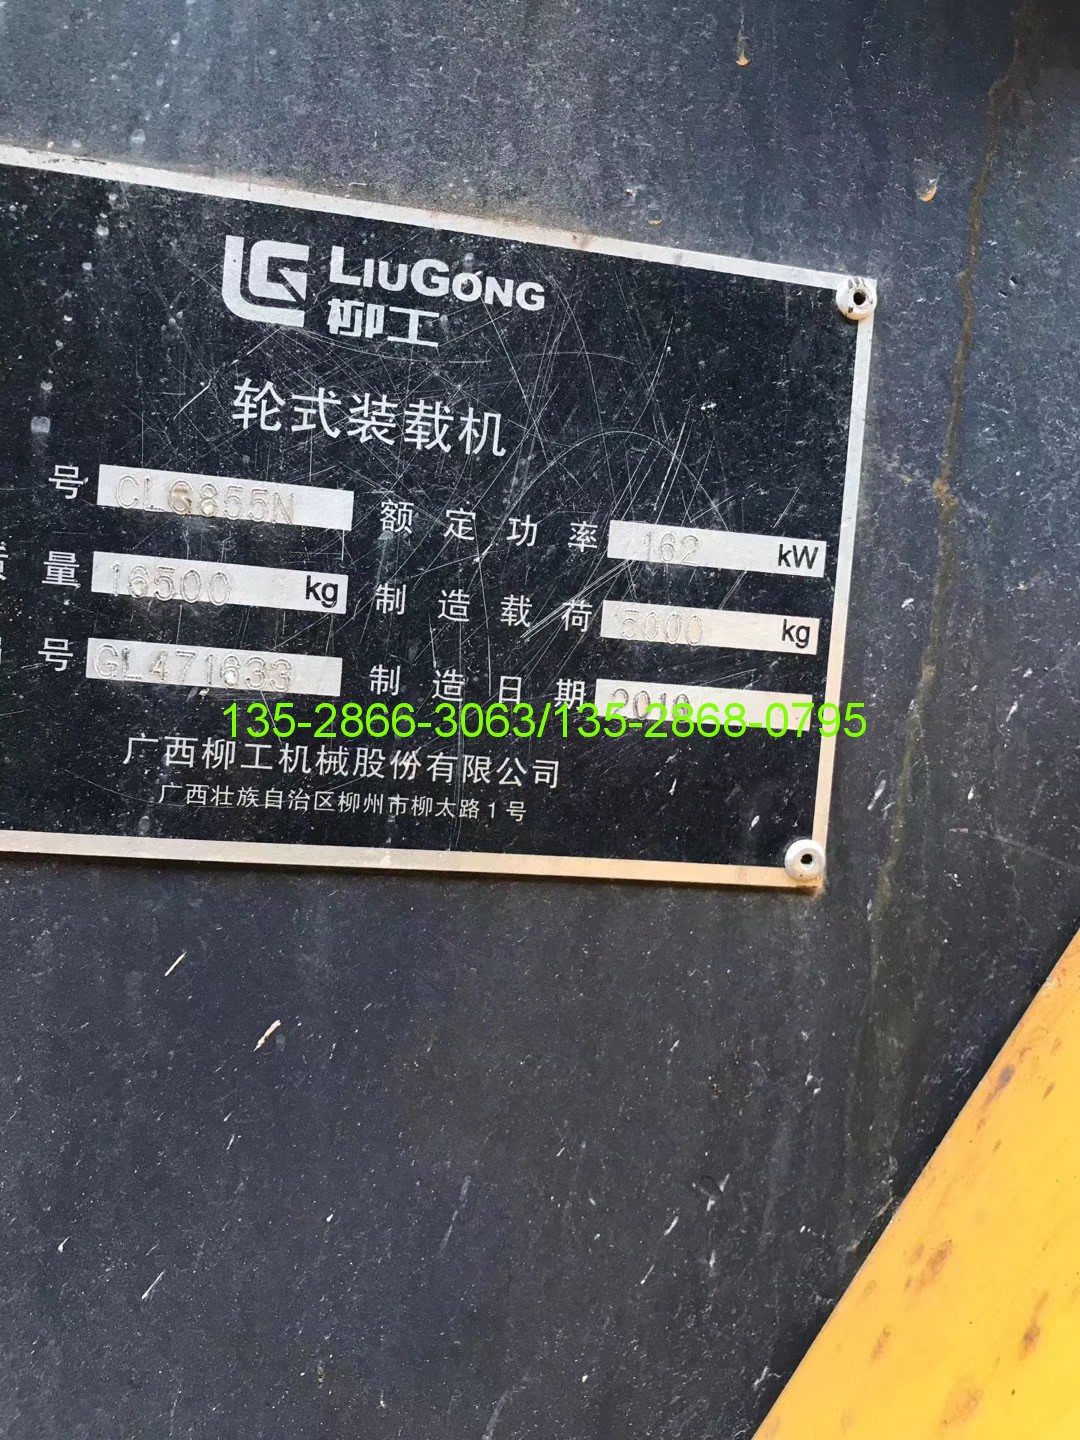 LIUGONG
柳工
轮式装载机
号 CLG855N 额定功率 162 kW
质量 16500 kg 制造载荷 5000 kg
号 GL471633 制造日期
135-2866-3063/135-2868-0795
广西柳工机械股份有限公司
广西壮族自治区柳州市柳太路1号